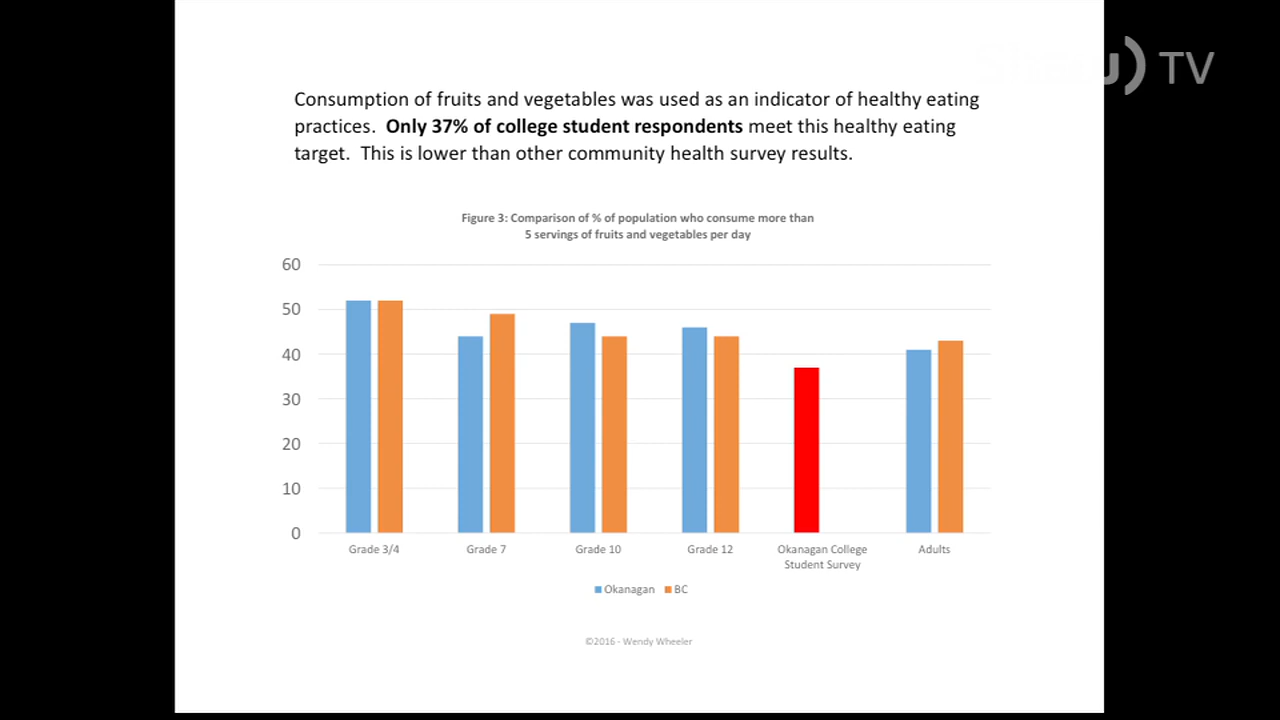 TV
Consumption of fruits and vegetables was used as an indicator of healthy eating
practices. Only 37% of college student respondents meet this healthy eating
target. This is lower than other community health survey results.
Figure 3: Comparison of % of population who consume more than
5 servings of fruits and vegetables per day
60
50
40
30
20
10
0
Grade 3/4 Grade 7 Grade 10 Grade 12 Okanagan College Adults
Student Survey
Okanagan BC
©2016 - Wendy Wheeler